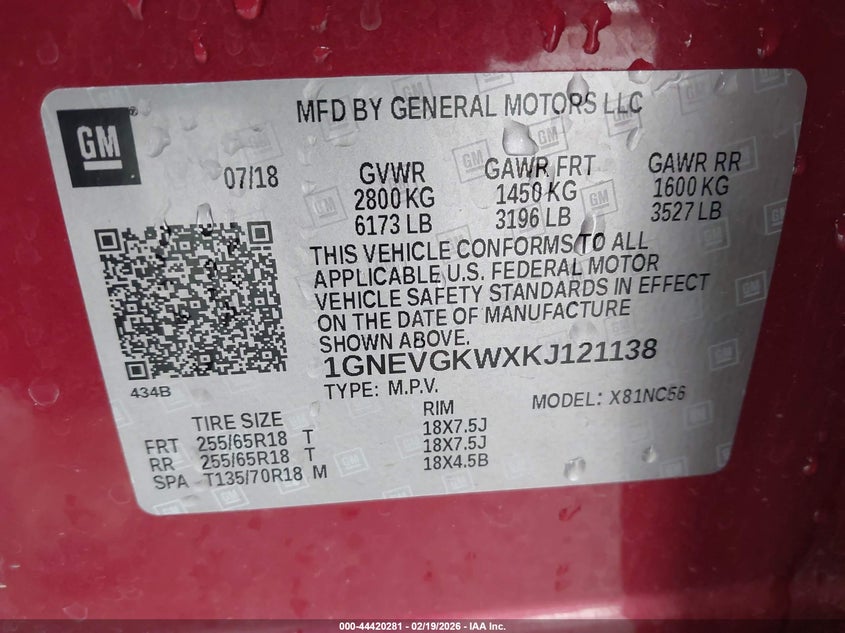 GM
MFD BY GENERAL MOTORS LLC
07/18
GVWR
2800 KG
6173 LB
GAWR FRT
1450 KG
3196 LB
GAWR RR
1600 KG
3527 LB
THIS VEHICLE CONFORMS TO ALL
APPLICABLE U.S. FEDERAL MOTOR
VEHICLE SAFETY STANDARDS IN EFFECT
ON THE DATE OF MANUFACTURE
SHOWN ABOVE.
1GNEVGKWXKJ121138
434B
TYPE: M.P.V.
MODEL: X81NC56
TIRE SIZE
RIM
FRT 255/65R18 T 18X7.5J
RR 255/65R18 T 18X7.5J
SPA T135/70R18 M 18X4.5B
000-44420281 - 02/19/2026 - IAA Inc.